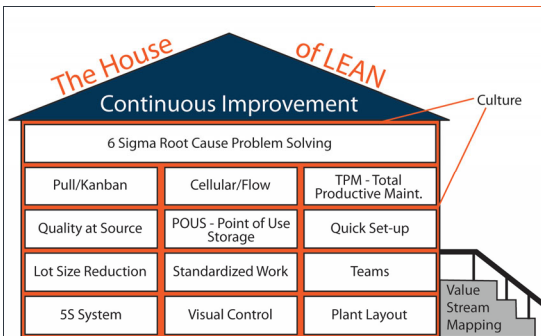 The House of LEAN
Continuous Improvement
Culture
6 Sigma Root Cause Problem Solving
Pull/Kanban
Cellular/Flow
TPM - Total
Productive Maint.
Quality at Source
POUS - Point of Use
Storage
Quick Set-up
Lot Size Reduction
Standardized Work
Teams
5S System
Visual Control
Plant Layout
Value
Stream
Mapping